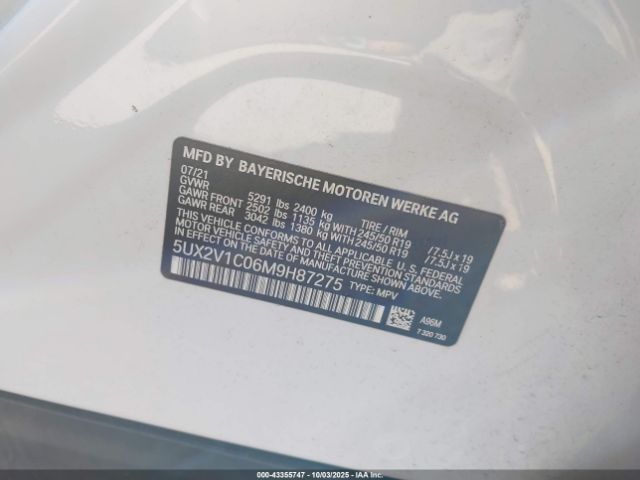 MFD BY BAYERISCHE MOTOREN WERKE AG
07/21
GVWR 5291 lbs 2400 kg TIRE / RIM
GAWR FRONT 2502 lbs 1135 kg WITH 245/50 R19 /7.5J x 19
GAWR REAR 3042 lbs 1380 kg WITH 245/50 R19 /7.5J x 19
THIS VEHICLE CONFORMS TO ALL APPLICABLE U. S. FEDERAL
MOTOR VEHICLE SAFETY AND THEFT PREVENTION STANDARDS IN
EFFECT ON THE DATE OF MANUFACTURE SHOWN ABOVE.
5UX2V1C06M9H87275 TYPE: MPV
A96M
7 320 730
Stock No: 43355747 | 10/03/2025 | IAA Inc.